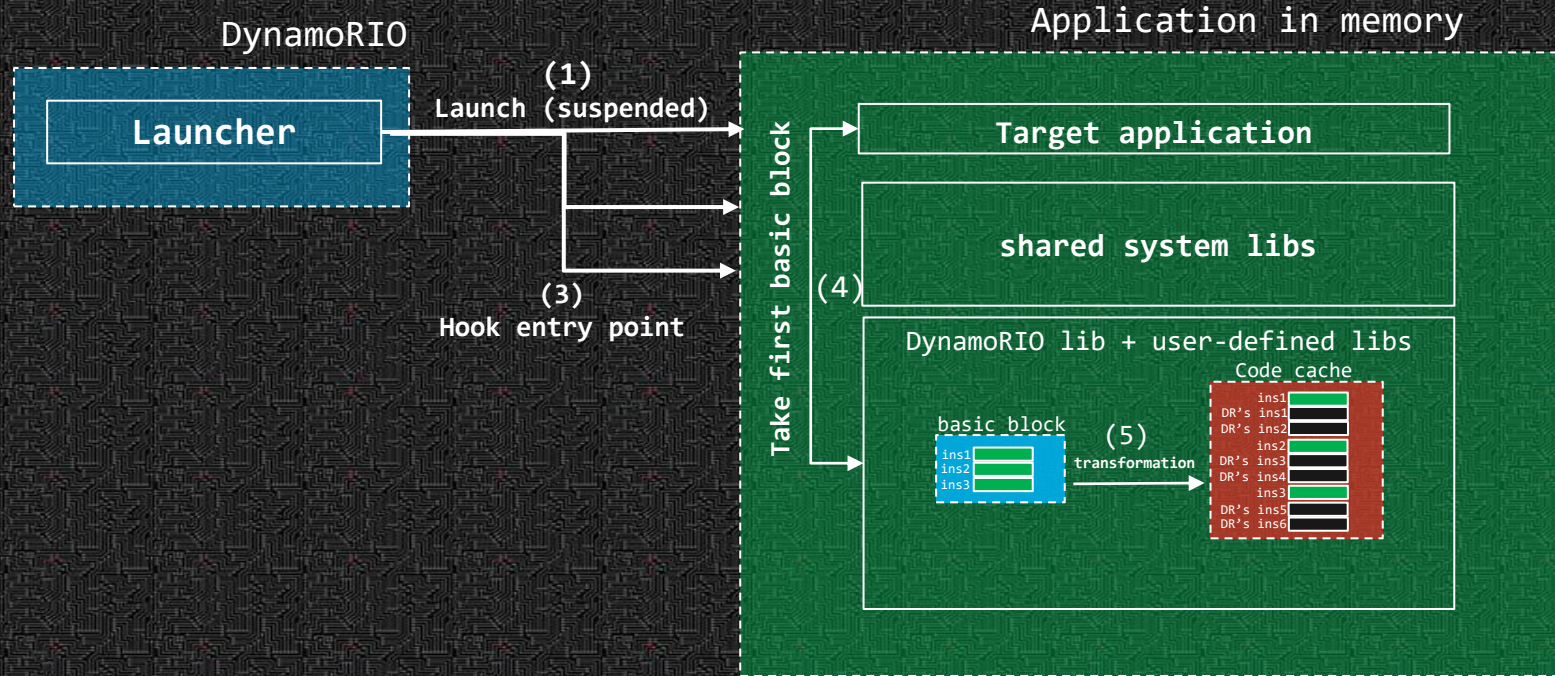 DynamoRIO
Launcher
(1)
Launch (suspended)
(3)
Hook entry point
Application in memory
Take first basic block
(4)
Target application
shared system libs
DynamoRIO lib + user-defined libs
basic block
ins1
ins2
ins3
(5)
transformation
Code cache
ins1
DR’s ins1
DR’s ins2
ins2
DR’s ins3
DR’s ins4
ins3
DR’s ins5
DR’s ins6